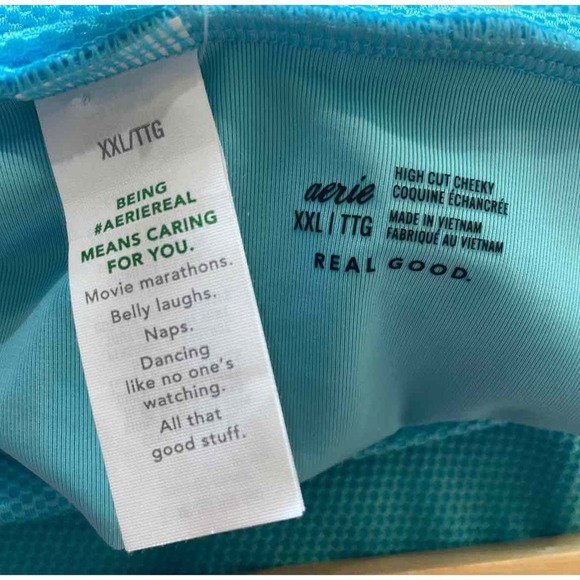 XXL/TTG
BEING
#AERIEREAL
MEANS CARING
FOR YOU.
Movie marathons.
Belly laughs.
Naps.
Dancing
like no one's
watching.
All that
good stuff.
aerie
XXL | TTG
HIGH CUT CHEEKY
COQUINE ÉCHANCRÉE
MADE IN VIETNAM
FABRIQUÉ AU VIETNAM
REAL GOOD.